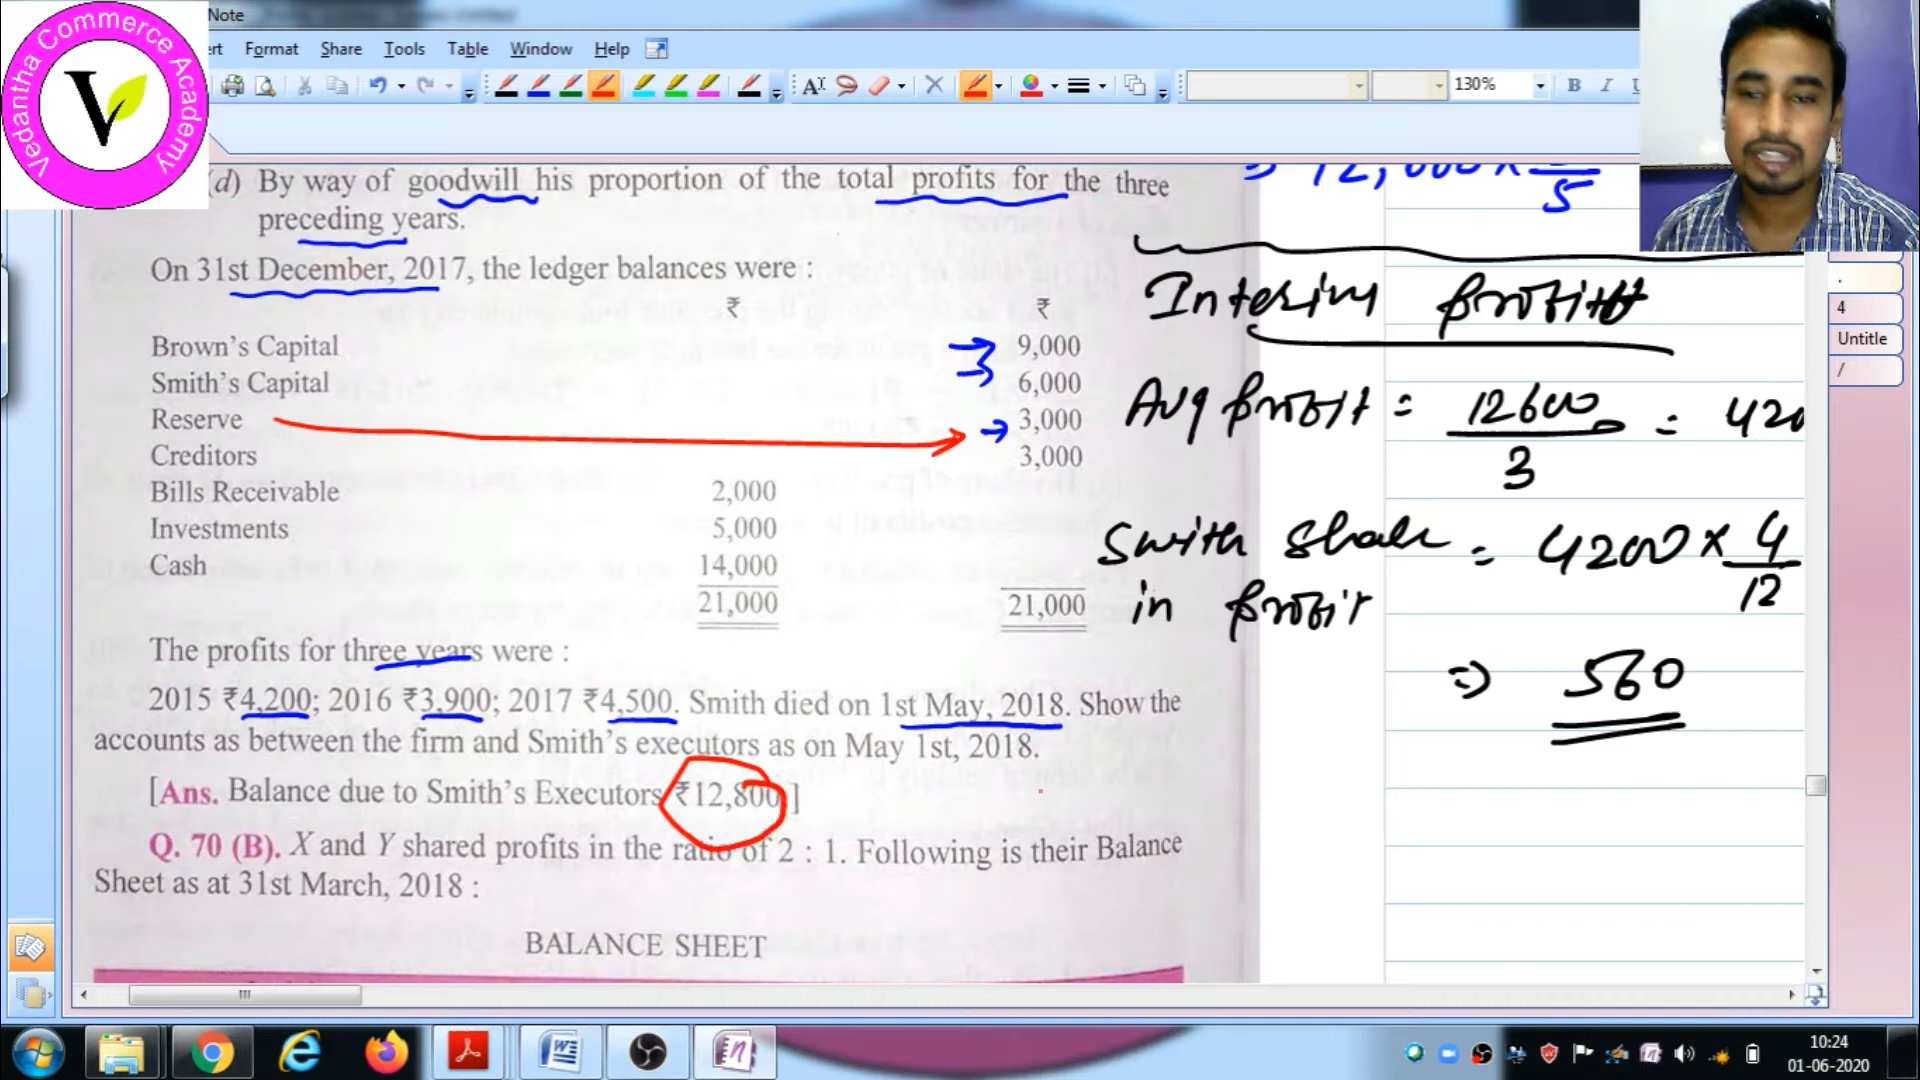 Vedantha Commerce Academy
V
Note
rt Format Share Tools Table Window Help
130% B I U
(d) By way of goodwill his proportion of the total profits for the three
preceding years.
On 31st December, 2017, the ledger balances were :
₹ ₹
Brown's Capital 9,000
Smith's Capital 6,000
Reserve 3,000
Creditors 3,000
Bills Receivable 2,000
Investments 5,000
Cash 14,000
21,000 21,000
The profits for three years were :
2015 ₹4,200; 2016 ₹3,900; 2017 ₹4,500. Smith died on 1st May, 2018. Show the
accounts as between the firm and Smith's executors as on May 1st, 2018.
[Ans. Balance due to Smith's Executors ₹12,800]
Q. 70 (B). X and Y shared profits in the ratio of 2 : 1. Following is their Balance
Sheet as at 31st March, 2018 :
BALANCE SHEET
5
Interim profit
Avg profit = 12600 = 420
3
Smith share = 4200 × 4
12
in profit
⇒ 560
4
Untitle
/
10:24
01-06-2020